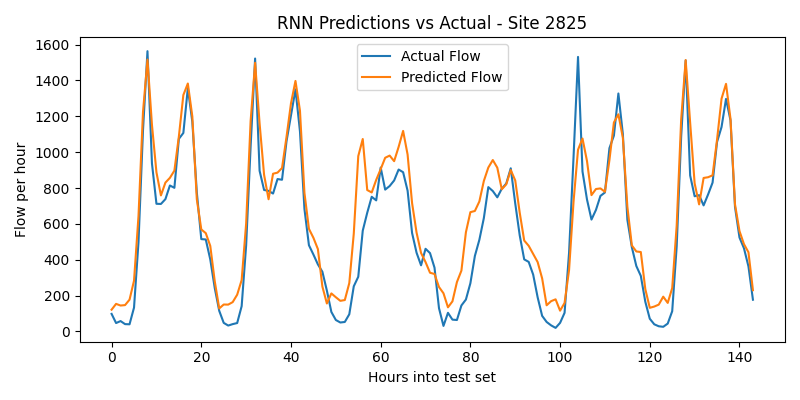 RNN Predictions vs Actual - Site 2825
Actual Flow
Predicted Flow
Flow per hour
1600
1400
1200
1000
800
600
400
200
0
0 20 40 60 80 100 120 140
Hours into test set